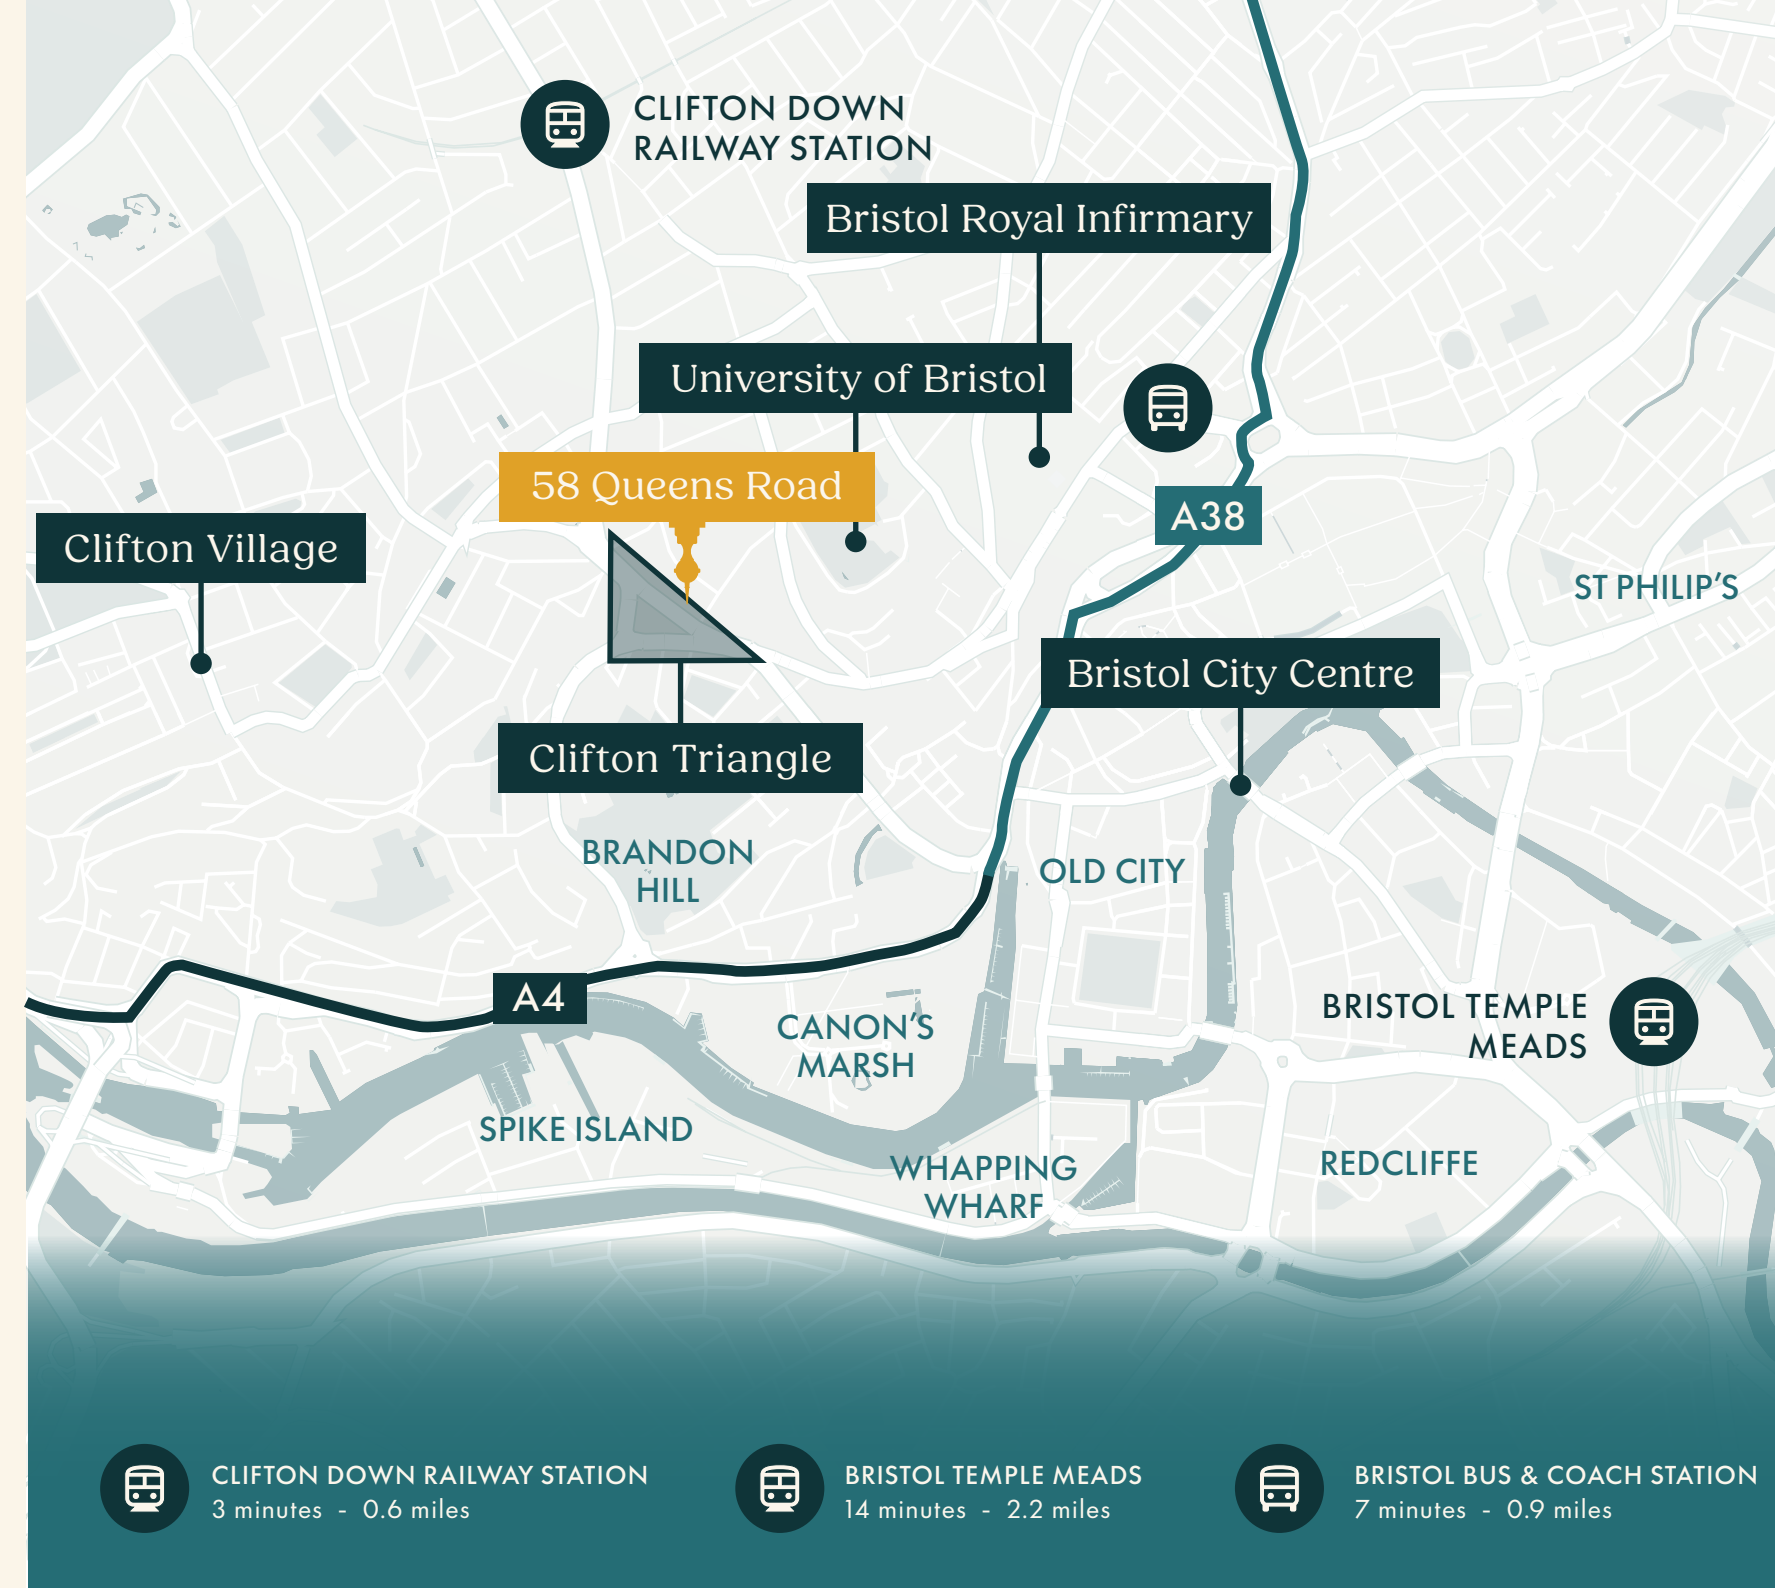 CLIFTON DOWN
RAILWAY STATION
Bristol Royal Infirmary
University of Bristol
58 Queens Road
A38
Clifton Village
ST PHILIP’S
Bristol City Centre
Clifton Triangle
BRANDON
HILL
OLD CITY
A4
CANON’S
MARSH
BRISTOL TEMPLE
MEADS
SPIKE ISLAND
WHAPPING
WHARF
REDCLIFFE
CLIFTON DOWN RAILWAY STATION
3 minutes - 0.6 miles
BRISTOL TEMPLE MEADS
14 minutes - 2.2 miles
BRISTOL BUS & COACH STATION
7 minutes - 0.9 miles